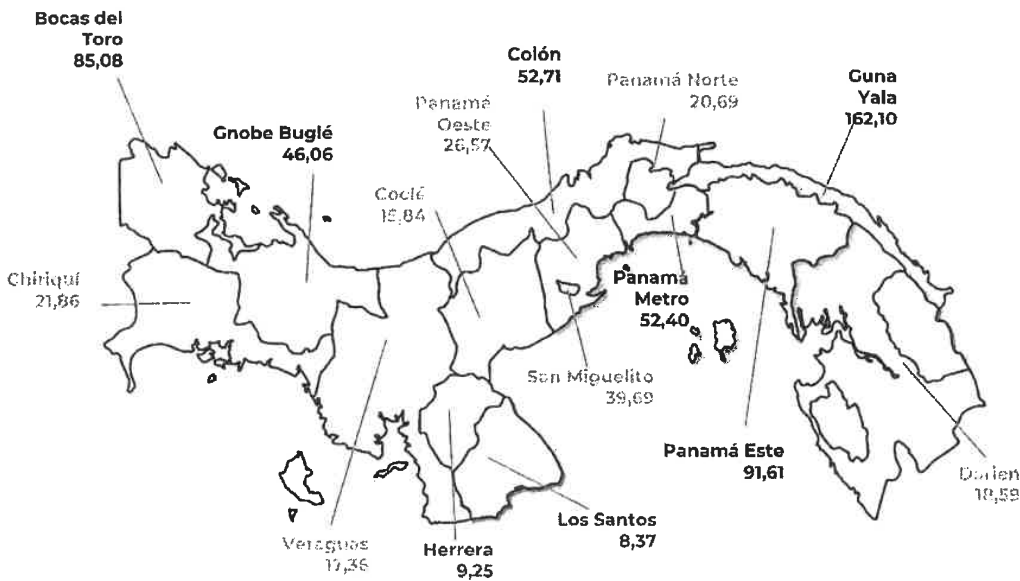 Bocas del
Toro
85,08
Colón
52,71
Panamá Norte
20,69
Guna
Yala
162,10
Panamá
Oeste
26,57
Gnobe Buglé
46,06
Coclé
15,84
Chiriquí
21,86
Panamá
Metro
52,40
San Miguelito
39,69
Panamá Este
91,61
Darien
18,59
Los Santos
8,37
Veraguas
Herrera
9,25